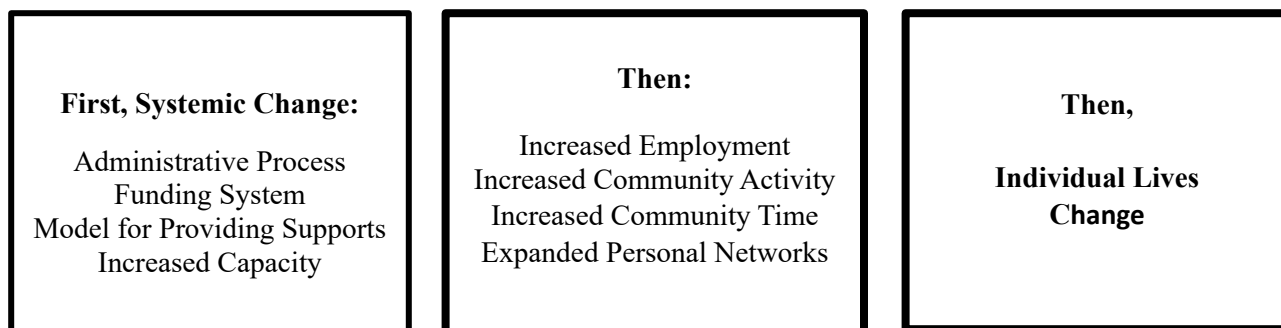 First, Systemic Change:
Administrative Process
Funding System
Model for Providing Supports
Increased Capacity
Then:
Increased Employment
Increased Community Activity
Increased Community Time
Expanded Personal Networks
Then,
Individual Lives
Change